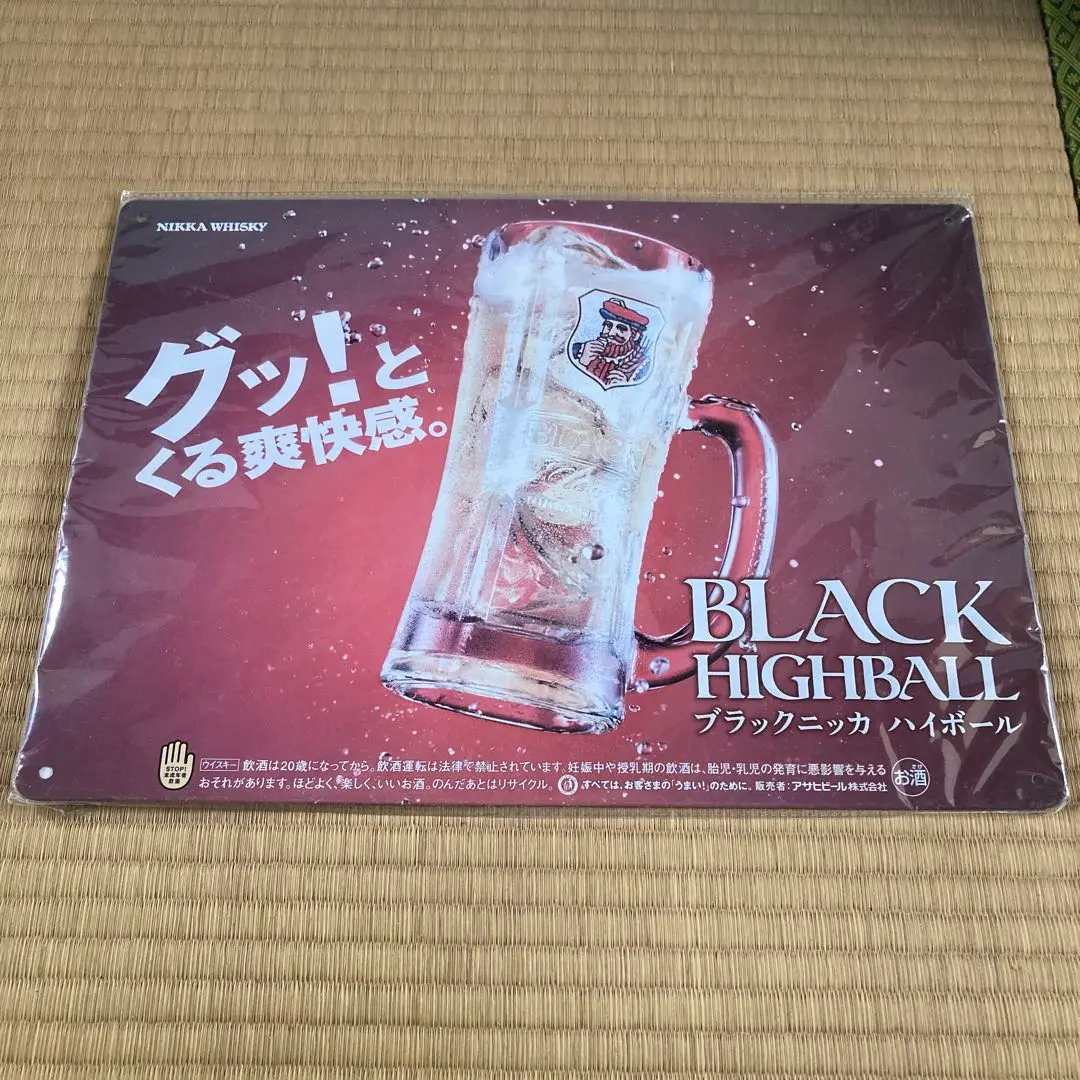 NIKKA WHISKY
グッ!と
くる爽快感。
BLACK
BLACK
HIGHBALL
ブラックニッカ ハイボール
STOP!
未成年者
飲酒
ウイスキー 飲酒は20歳になってから。飲酒運転は法律で禁止されています。妊娠中や授乳期の飲酒は、胎児・乳児の発育に悪影響を与える
おそれがあります。ほどよく、楽しく、いいお酒。のんだあとはリサイクル。 すべては、お客さまの「うまい!」のために。販売者:アサヒビール株式会社
お酒